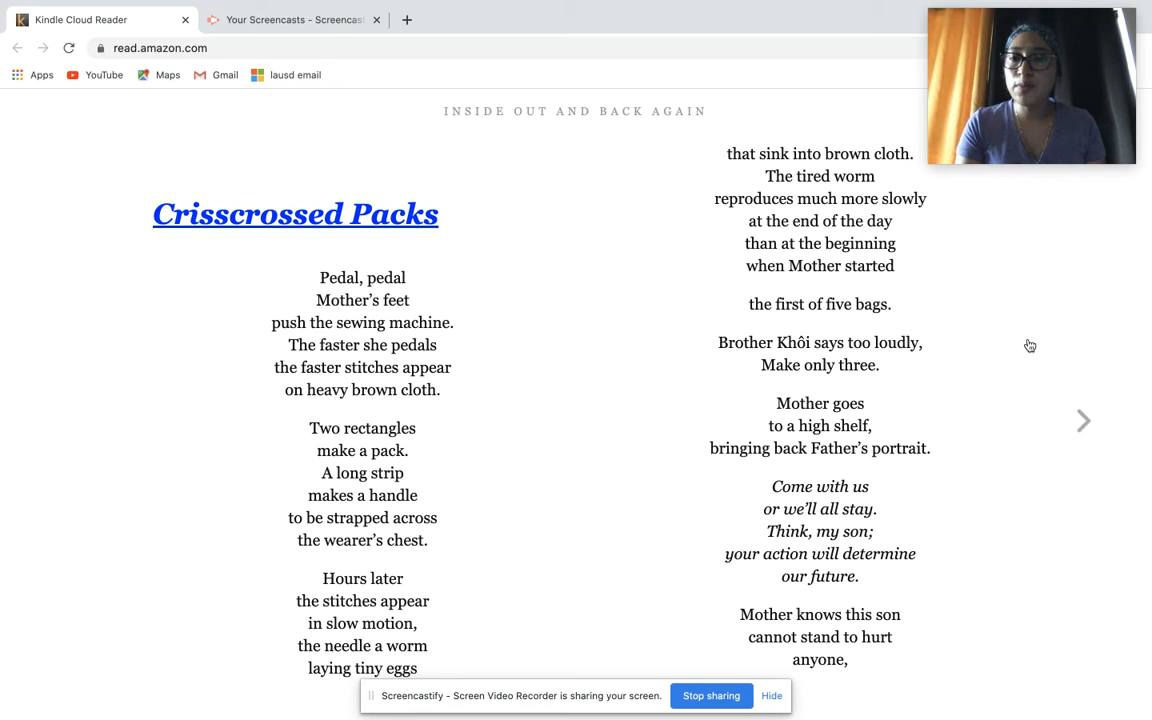 Kindle Cloud Reader
Your Screencasts - Screencas
read.amazon.com
Apps
YouTube
Maps
Gmail
lausd email
INSIDE OUT AND BACK AGAIN
Crisscrossed Packs
Pedal, pedal
Mother’s feet
push the sewing machine.
The faster she pedals
the faster stitches appear
on heavy brown cloth.
Two rectangles
make a pack.
A long strip
makes a handle
to be strapped across
the wearer’s chest.
Hours later
the stitches appear
in slow motion,
the needle a worm
laying tiny eggs
that sink into brown cloth.
The tired worm
reproduces much more slowly
at the end of the day
than at the beginning
when Mother started
the first of five bags.
Brother Khôi says too loudly,
Make only three.
Mother goes
to a high shelf,
bringing back Father’s portrait.
Come with us
or we’ll all stay.
Think, my son;
your action will determine
our future.
Mother knows this son
cannot stand to hurt
anyone,
Screencastify - Screen Video Recorder is sharing your screen.
Stop sharing
Hide